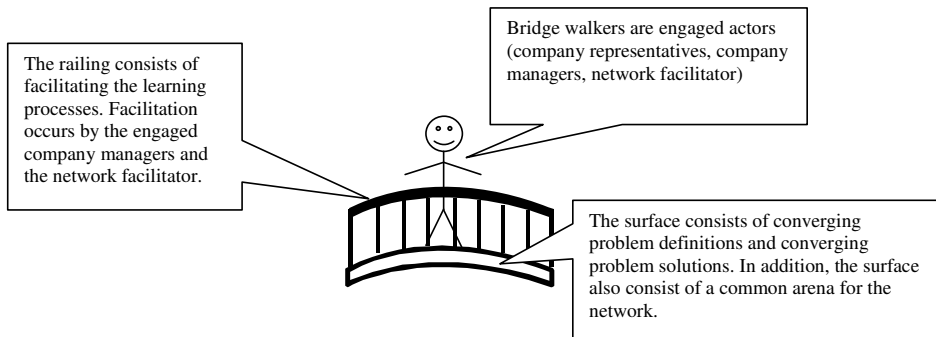 Bridge walkers are engaged actors
(company representatives, company
managers, network facilitator)
The railing consists of
facilitating the learning
processes. Facilitation
occurs by the engaged
company managers and
the network facilitator.
The surface consists of converging
problem definitions and converging
problem solutions. In addition, the surface
also consist of a common arena for the
network.